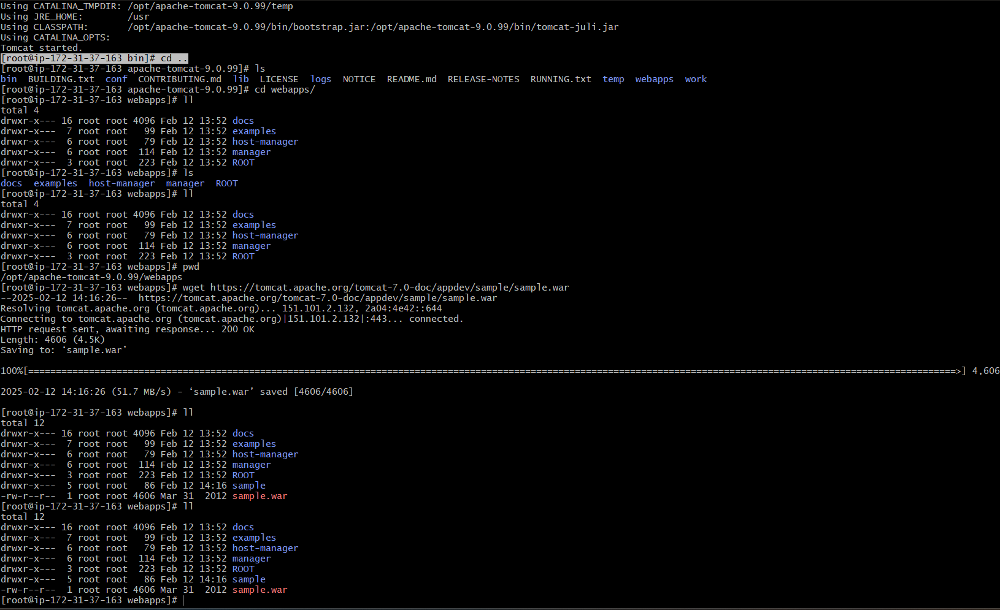 Using CATALINA_TMPDIR: /opt/apache-tomcat-9.0.99/temp
Using JRE_HOME:        /usr
Using CLASSPATH:       /opt/apache-tomcat-9.0.99/bin/bootstrap.jar:/opt/apache-tomcat-9.0.99/bin/tomcat-juli.jar
Using CATALINA_OPTS:
Tomcat started.
[root@ip-172-31-37-163 bin]# cd ..
[root@ip-172-31-37-163 apache-tomcat-9.0.99]# ls
bin  BUILDING.txt  conf  CONTRIBUTING.md  lib  LICENSE  logs  NOTICE  README.md  RELEASE-NOTES  RUNNING.txt  temp  webapps  work
[root@ip-172-31-37-163 apache-tomcat-9.0.99]# cd webapps/
[root@ip-172-31-37-163 webapps]# ll
total 4
drwxr-x--- 16 root root 4096 Feb 12 13:52 docs
drwxr-x---  7 root root   99 Feb 12 13:52 examples
drwxr-x---  6 root root   79 Feb 12 13:52 host-manager
drwxr-x---  6 root root  114 Feb 12 13:52 manager
drwxr-x---  3 root root  223 Feb 12 13:52 ROOT
[root@ip-172-31-37-163 webapps]# ls
docs  examples  host-manager  manager  ROOT
[root@ip-172-31-37-163 webapps]# ll
total 4
drwxr-x--- 16 root root 4096 Feb 12 13:52 docs
drwxr-x---  7 root root   99 Feb 12 13:52 examples
drwxr-x---  6 root root   79 Feb 12 13:52 host-manager
drwxr-x---  6 root root  114 Feb 12 13:52 manager
drwxr-x---  3 root root  223 Feb 12 13:52 ROOT
[root@ip-172-31-37-163 webapps]# pwd
/opt/apache-tomcat-9.0.99/webapps
[root@ip-172-31-37-163 webapps]# wget https://tomcat.apache.org/tomcat-7.0-doc/appdev/sample/sample.war
--2025-02-12 14:16:26--  https://tomcat.apache.org/tomcat-7.0-doc/appdev/sample/sample.war
Resolving tomcat.apache.org (tomcat.apache.org)... 151.101.2.132, 2a04:4e42::644
Connecting to tomcat.apache.org (tomcat.apache.org)|151.101.2.132|:443... connected.
HTTP request sent, awaiting response... 200 OK
Length: 4606 (4.5K)
Saving to: ‘sample.war’
100%[========================================================================================================================================================================>] 4,606
2025-02-12 14:16:26 (51.7 MB/s) - ‘sample.war’ saved [4606/4606]
[root@ip-172-31-37-163 webapps]# ll
total 12
drwxr-x--- 16 root root 4096 Feb 12 13:52 docs
drwxr-x---  7 root root   99 Feb 12 13:52 examples
drwxr-x---  6 root root   79 Feb 12 13:52 host-manager
drwxr-x---  6 root root  114 Feb 12 13:52 manager
drwxr-x---  3 root root  223 Feb 12 13:52 ROOT
drwxr-x---  5 root root   86 Feb 12 14:16 sample
-rw-r--r--  1 root root 4606 Mar 31  2012 sample.war
[root@ip-172-31-37-163 webapps]# ll
total 12
drwxr-x--- 16 root root 4096 Feb 12 13:52 docs
drwxr-x---  7 root root   99 Feb 12 13:52 examples
drwxr-x---  6 root root   79 Feb 12 13:52 host-manager
drwxr-x---  6 root root  114 Feb 12 13:52 manager
drwxr-x---  3 root root  223 Feb 12 13:52 ROOT
drwxr-x---  5 root root   86 Feb 12 14:16 sample
-rw-r--r--  1 root root 4606 Mar 31  2012 sample.war
[root@ip-172-31-37-163 webapps]#